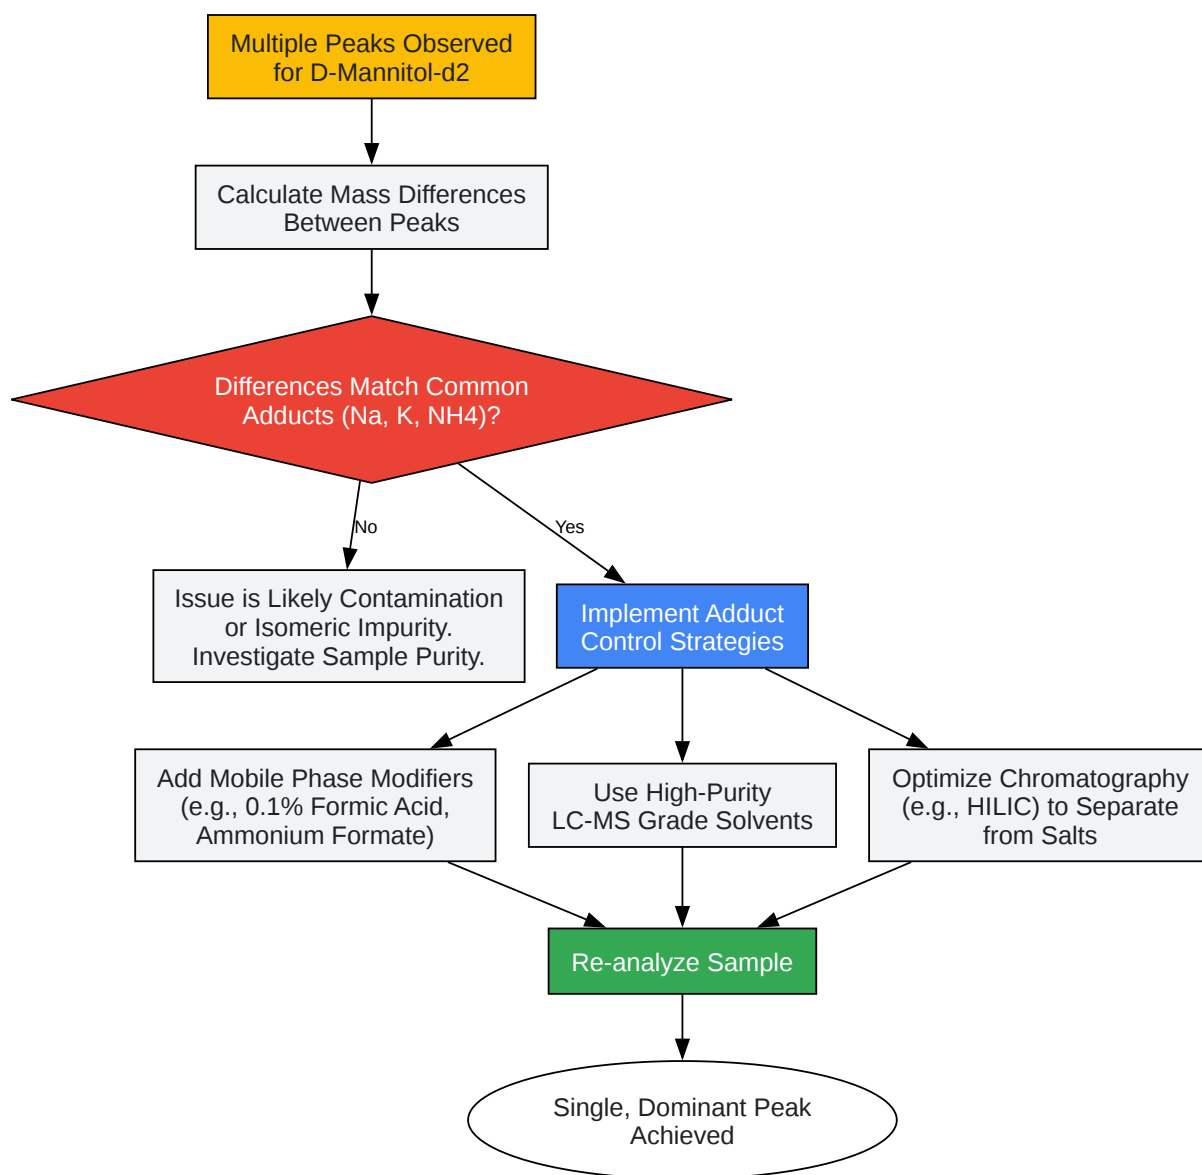 Multiple Peaks Observed
for D-Mannitol-d2
Calculate Mass Differences
Between Peaks
Differences Match Common
Adducts (Na, K, NH4)?
No
Yes
Issue is Likely Contamination
or Isomeric Impurity.
Investigate Sample Purity.
Implement Adduct
Control Strategies
Add Mobile Phase Modifiers
(e.g., 0.1% Formic Acid,
Ammonium Formate)
Use High-Purity
LC-MS Grade Solvents
Optimize Chromatography
(e.g., HILIC) to Separate
from Salts
Re-analyze Sample
Single, Dominant Peak
Achieved